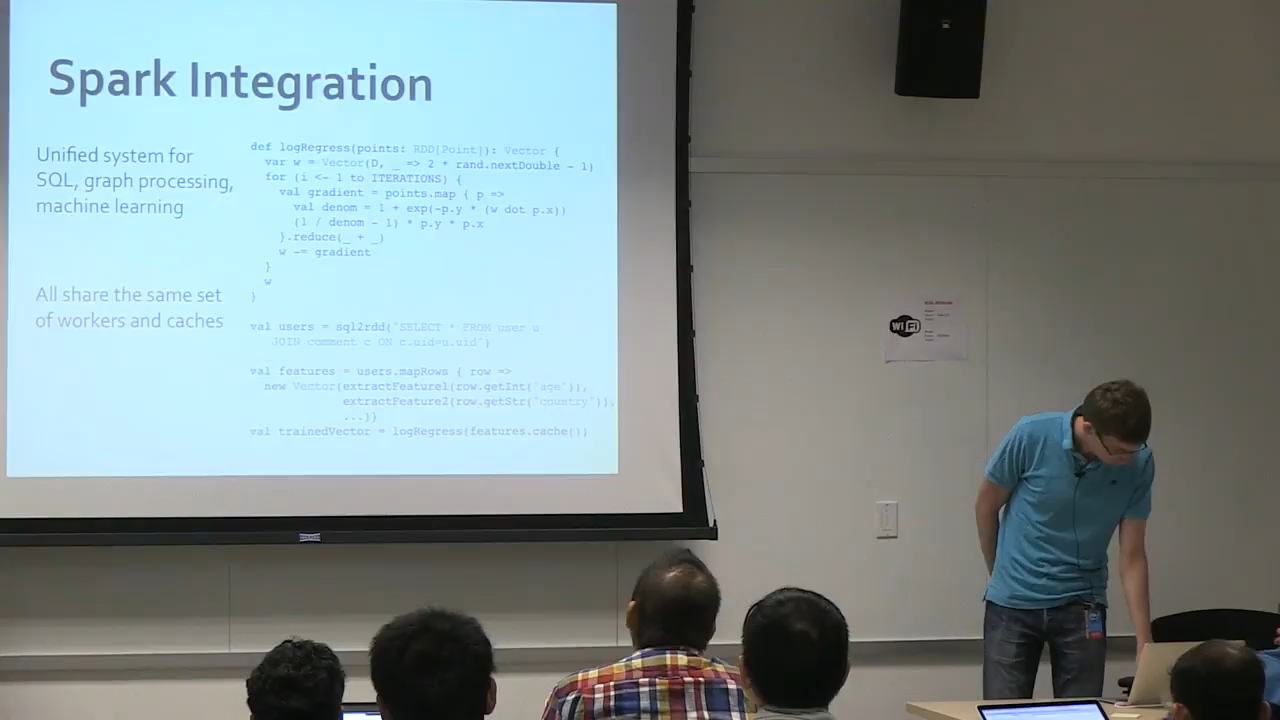 Spark Integration
Unified system for
SQL, graph processing,
machine learning
All share the same set
of workers and caches
def logRegress(points: RDD[Point]): Vector {
  var w = Vector(D, _ => 2 * rand.nextDouble - 1)
  for (i <- 1 to ITERATIONS) {
    val gradient = points.map { p =>
      val denom = 1 + exp(-p.y * (w dot p.x))
      (1 / denom - 1) * p.y * p.x
    }.reduce(_ + _)
    w -= gradient
  }
  w
}
val users = sql2rdd("SELECT * FROM user u
   JOIN comment c ON c.uid=u.uid")
val features = users.mapRows { row =>
  new Vector(extractFeature1(row.getInt("age")),
             extractFeature2(row.getStr("country")),
             ...)}
val trainedVector = logRegress(features.cache())
WiFi